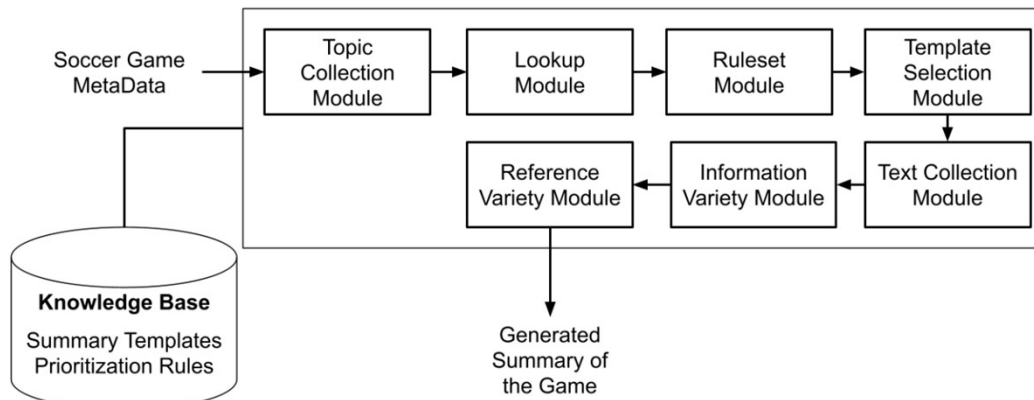 Soccer Game
MetaData
Topic
Collection
Module
Lookup
Module
Ruleset
Module
Template
Selection
Module
Text Collection
Module
Information
Variety Module
Reference
Variety Module
Knowledge Base
Summary Templates
Prioritization Rules
Generated
Summary of
the Game